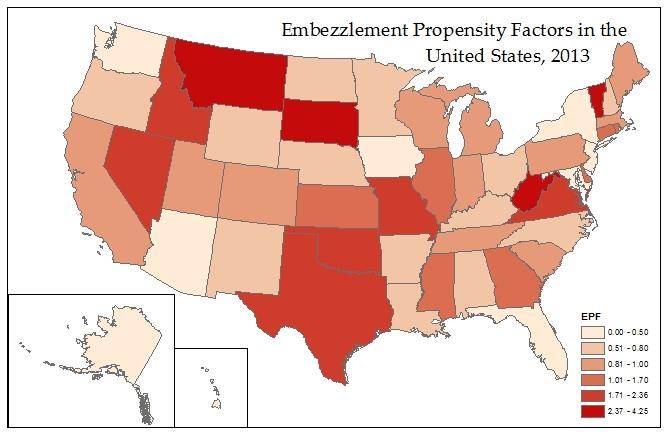 Embezzlement Propensity Factors in the
United States, 2013
EPF
0.00 - 0.50
0.51 - 0.80
0.81 - 1.00
1.01 - 1.70
1.71 - 2.36
2.37 - 4.25